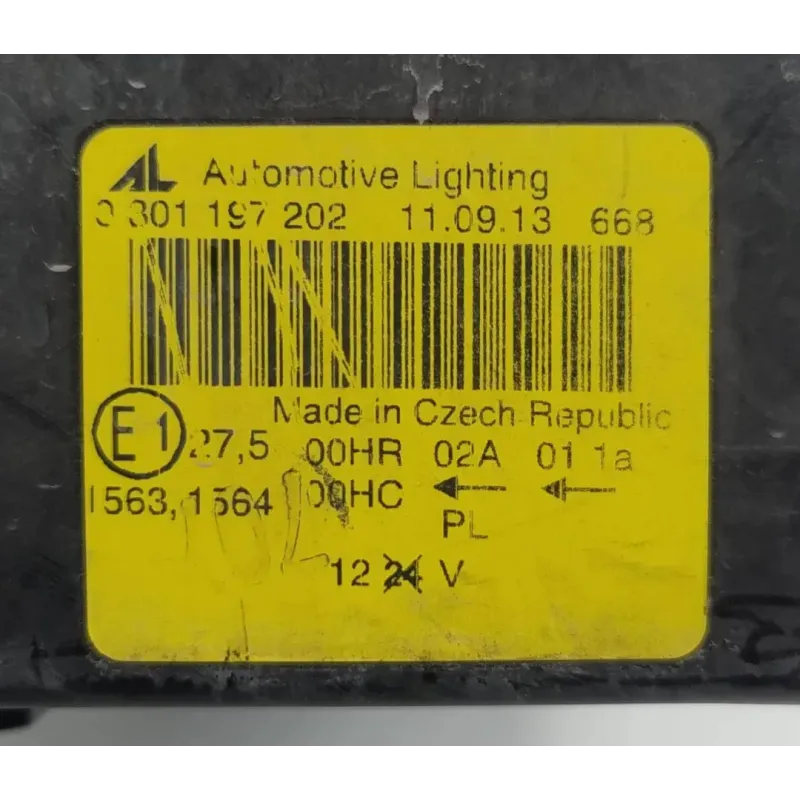 AL Automotive Lighting
0 301 197 202 11.09.13 668
Made in Czech Republic
E1 27,5 00HR 02A 01 1a
1563, 1564 00HC
PL
12 24 V